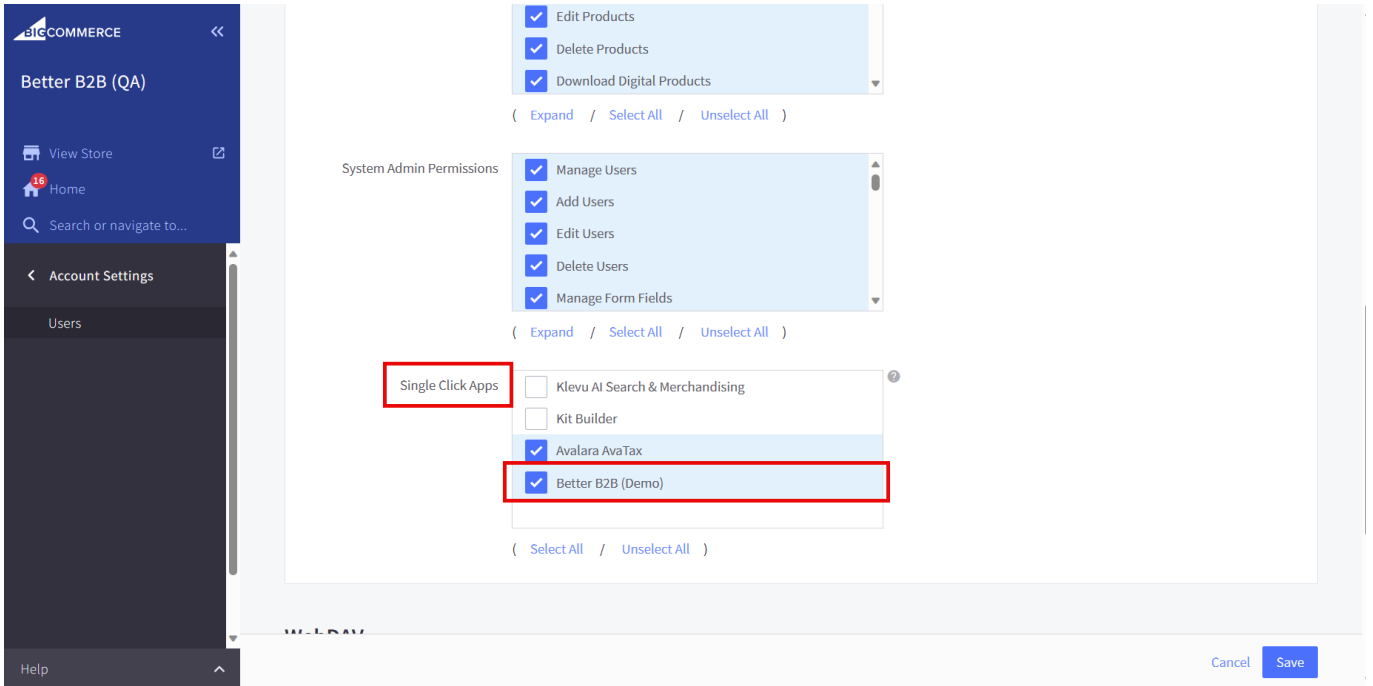 BIGCOMMERCE
Better B2B (QA)
View Store
16
Home
Search or navigate to...
Account Settings
Users
Help
Edit Products
Delete Products
Download Digital Products
( Expand / Select All / Unselect All )
System Admin Permissions
Manage Users
Add Users
Edit Users
Delete Users
Manage Form Fields
( Expand / Select All / Unselect All )
Single Click Apps
?
Klevu AI Search & Merchandising
Kit Builder
Avalara AvaTax
Better B2B (Demo)
( Select All / Unselect All )
WebDAV
Cancel
Save